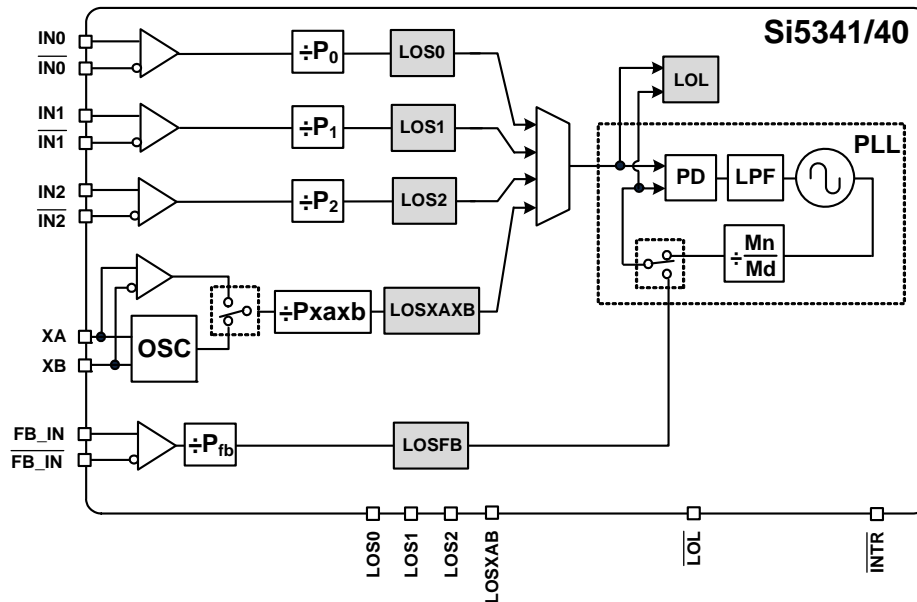 Si5341/40
IN0
IN0
÷P0
LOS0
LOL
IN1
IN1
÷P1
LOS1
PLL
PD
LPF
IN2
IN2
÷P2
LOS2
÷Mn
Md
÷Pxaxb
LOSXAXB
XA
XB
OSC
FB_IN
FB_IN
÷Pfb
LOSFB
LOS0
LOS1
LOS2
LOSXAB
LOL
INTR